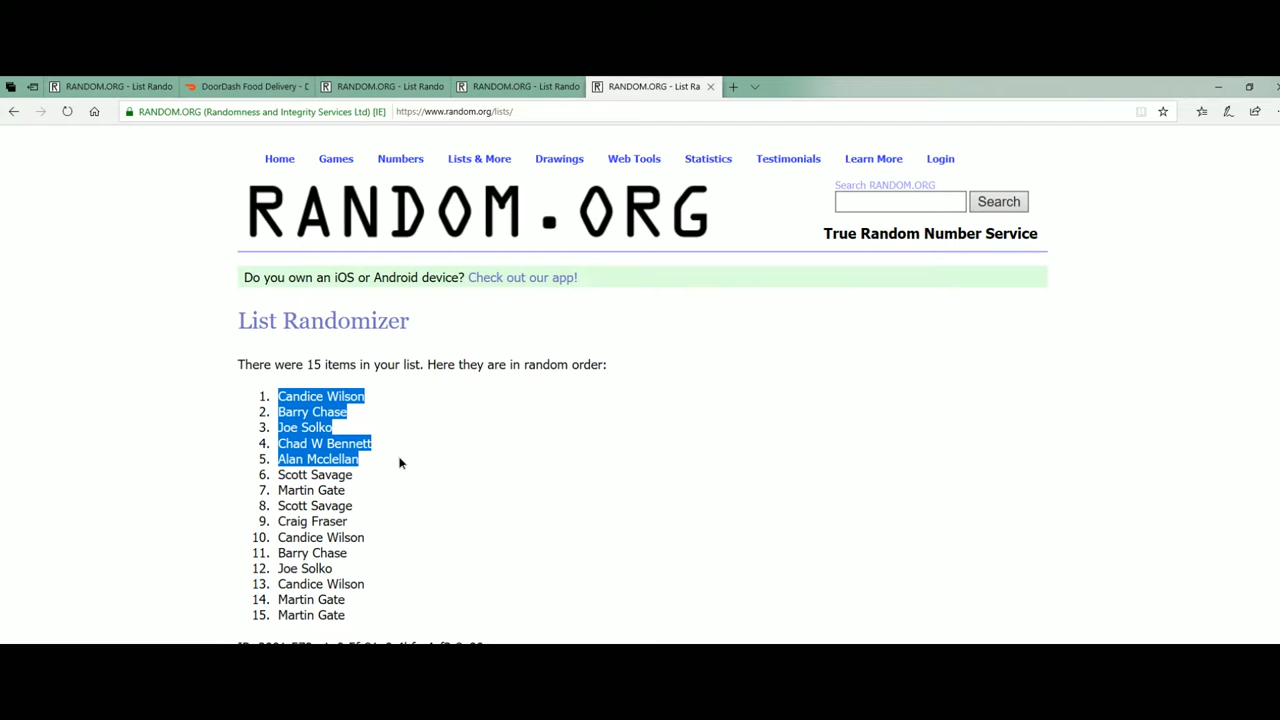 RANDOM.ORG - List Rando
DoorDash Food Delivery - D
RANDOM.ORG - List Rando
RANDOM.ORG - List Rando
RANDOM.ORG - List Ra
RANDOM.ORG (Randomness and Integrity Services Ltd) [IE]
https://www.random.org/lists/
Home Games Numbers Lists & More Drawings Web Tools Statistics Testimonials Learn More Login
RANDOM.ORG
Search RANDOM.ORG
Search
True Random Number Service
Do you own an iOS or Android device? Check out our app!
List Randomizer
There were 15 items in your list. Here they are in random order:
1. Candice Wilson
2. Barry Chase
3. Joe Solko
4. Chad W Bennett
5. Alan Mcclellan
6. Scott Savage
7. Martin Gate
8. Scott Savage
9. Craig Fraser
10. Candice Wilson
11. Barry Chase
12. Joe Solko
13. Candice Wilson
14. Martin Gate
15. Martin Gate